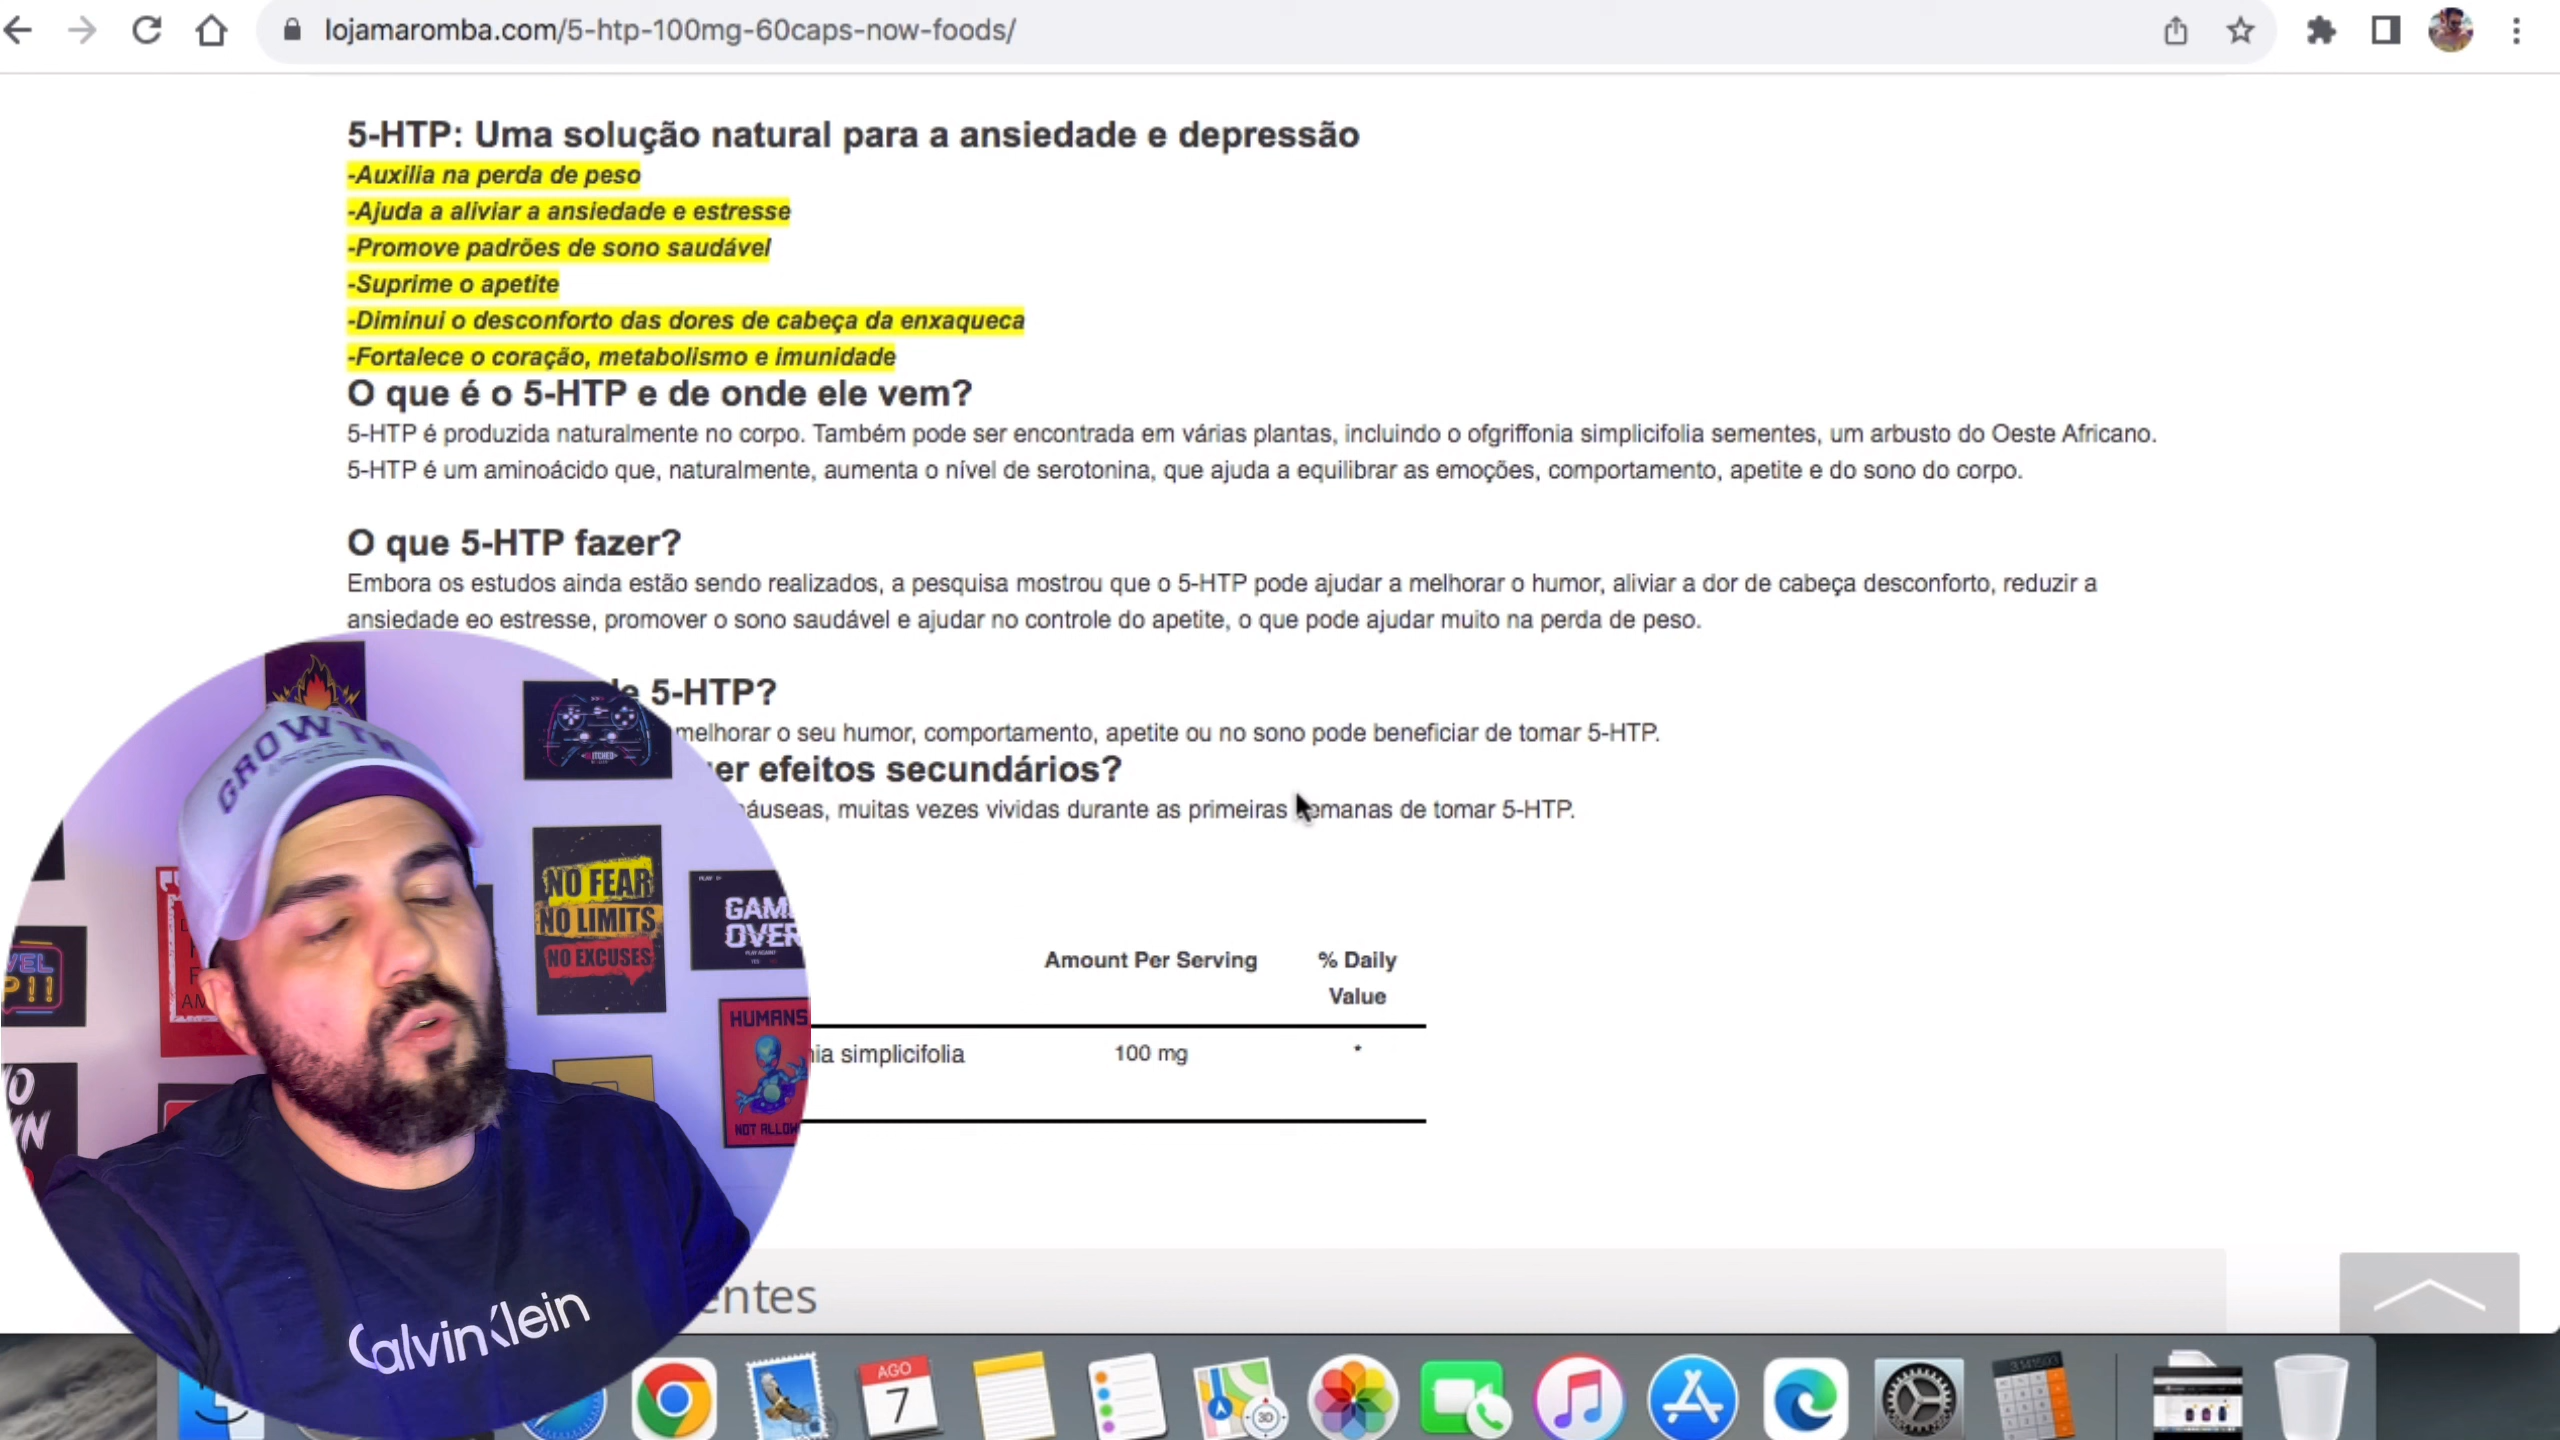 lojamaromba.com/5-htp-100mg-60caps-now-foods/
5-HTP: Uma solução natural para a ansiedade e depressão
-Auxilia na perda de peso
-Ajuda a aliviar a ansiedade e estresse
-Promove padrões de sono saudável
-Suprime o apetite
-Diminui o desconforto das dores de cabeça da enxaqueca
-Fortalece o coração, metabolismo e imunidade
O que é o 5-HTP e de onde ele vem?
5-HTP é produzida naturalmente no corpo. Também pode ser encontrada em várias plantas, incluindo o ofgriffonia simplicifolia sementes, um arbusto do Oeste Africano.
5-HTP é um aminoácido que, naturalmente, aumenta o nível de serotonina, que ajuda a equilibrar as emoções, comportamento, apetite e do sono do corpo.
O que 5-HTP fazer?
Embora os estudos ainda estão sendo realizados, a pesquisa mostrou que o 5-HTP pode ajudar a melhorar o humor, aliviar a dor de cabeça desconforto, reduzir a
ansiedade eo estresse, promover o sono saudável e ajudar no controle do apetite, o que pode ajudar muito na perda de peso.
5-HTP?
melhorar o seu humor, comportamento, apetite ou no sono pode beneficiar de tomar 5-HTP.
er efeitos secundários?
áuseas, muitas vezes vividas durante as primeiras semanas de tomar 5-HTP.
Amount Per Serving
% Daily
Value
nia simplicifolia 100 mg *
entes
GROWTH
NO FEAR
NO LIMITS
NO EXCUSES
GAME
OVER
HUMANS
NOT ALLOW
Calvin Klein
AGO
7
3D